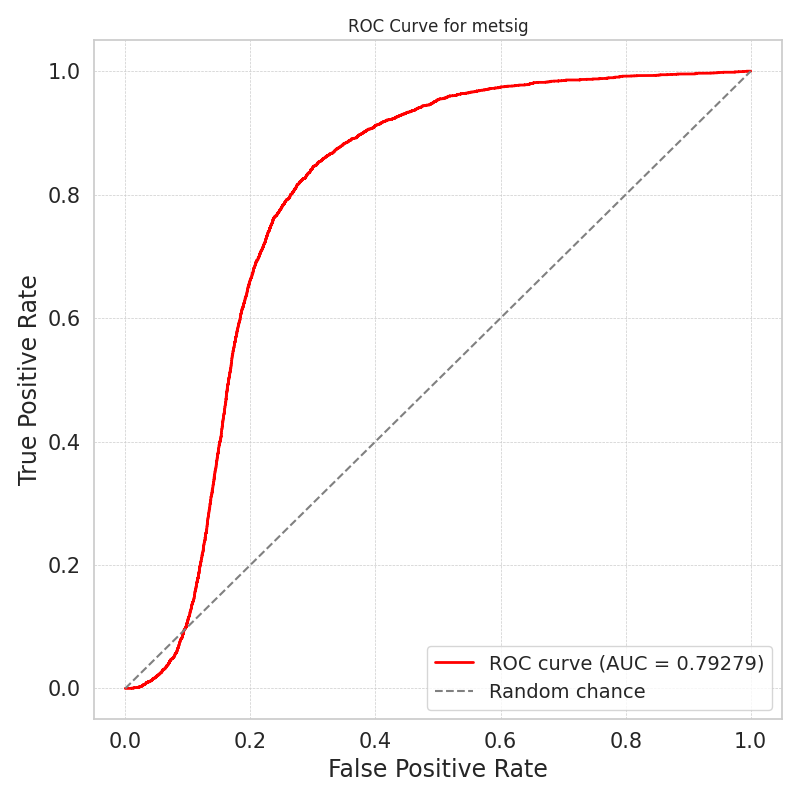 ROC Curve for metsig
1.0
0.8
0.6
0.4
0.2
0.0
True Positive Rate
ROC curve (AUC = 0.79279)
Random chance
0.0 0.2 0.4 0.6 0.8 1.0
False Positive Rate